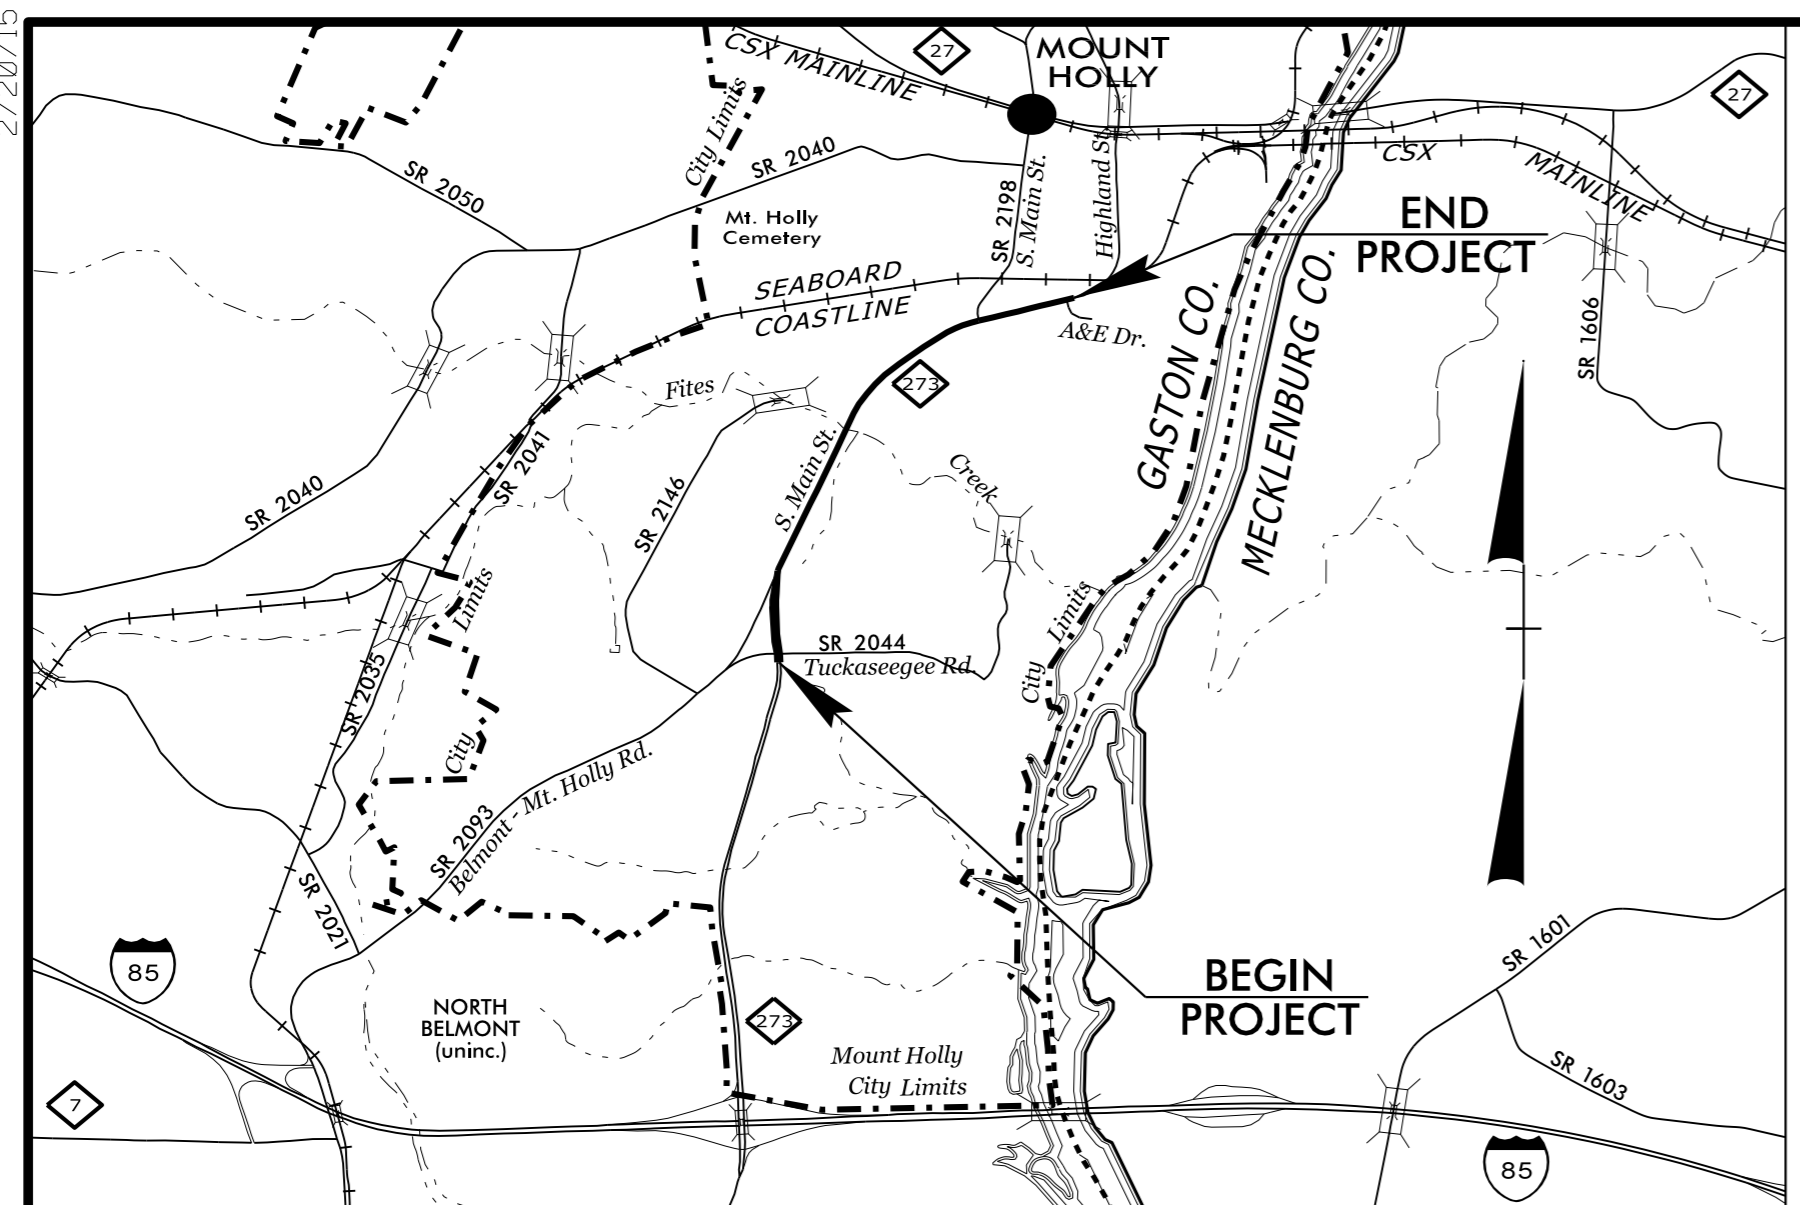 27
MOUNT
HOLLY
CSX MAINLINE
27
City Limits
SR 2040
SR 2050
CSX
MAINLINE
SR 2198
S. Main St.
Highland St.
Mt. Holly
Cemetery
END
PROJECT
SEABOARD
COASTLINE
A&E Dr.
GASTON CO.
MECKLENBURG CO.
SR 1606
273
Fites
Creek
SR 2041
S. Main St.
SR 2040
SR 2146
Limits
City
Limits
City
SR 2044
Tuckaseegee Rd.
SR 2035
Belmont - Mt. Holly Rd.
SR 2093
SR 2021
85
NORTH
BELMONT
(uninc.)
273
BEGIN
PROJECT
SR 1601
Mount Holly
City Limits
SR 1603
7
85